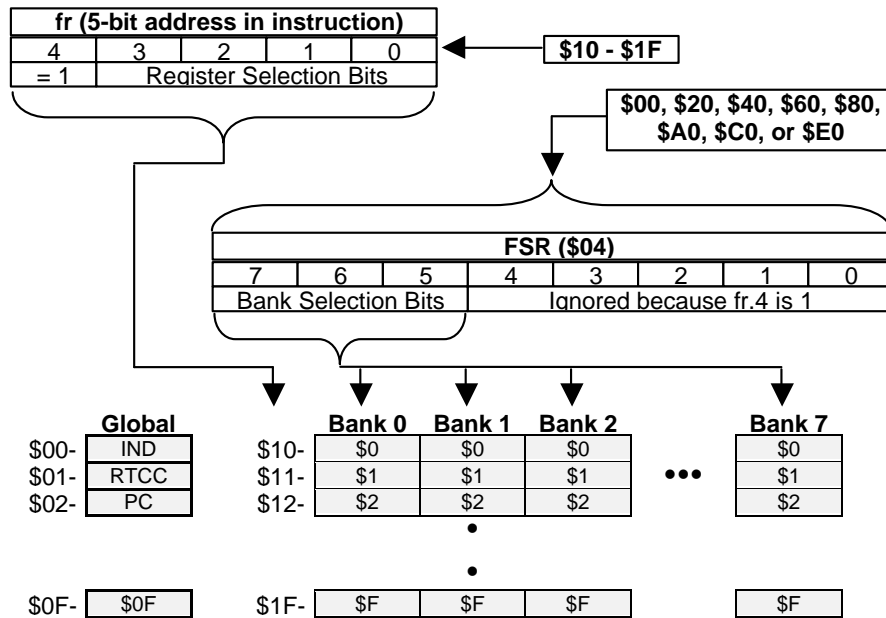 fr (5-bit address in instruction)
4 3 2 1 0
= 1 Register Selection Bits
$10 - $1F
$00, $20, $40, $60, $80,
$A0, $C0, or $E0
FSR ($04)
7 6 5 4 3 2 1 0
Bank Selection Bits Ignored because fr.4 is 1
Global Bank 0 Bank 1 Bank 2 Bank 7
$00- IND $10- $0 $0 $0 $0
$01- RTCC $11- $1 $1 $1 $1
$02- PC $12- $2 $2 $2 $2
$0F- $0F $1F- $F $F $F $F